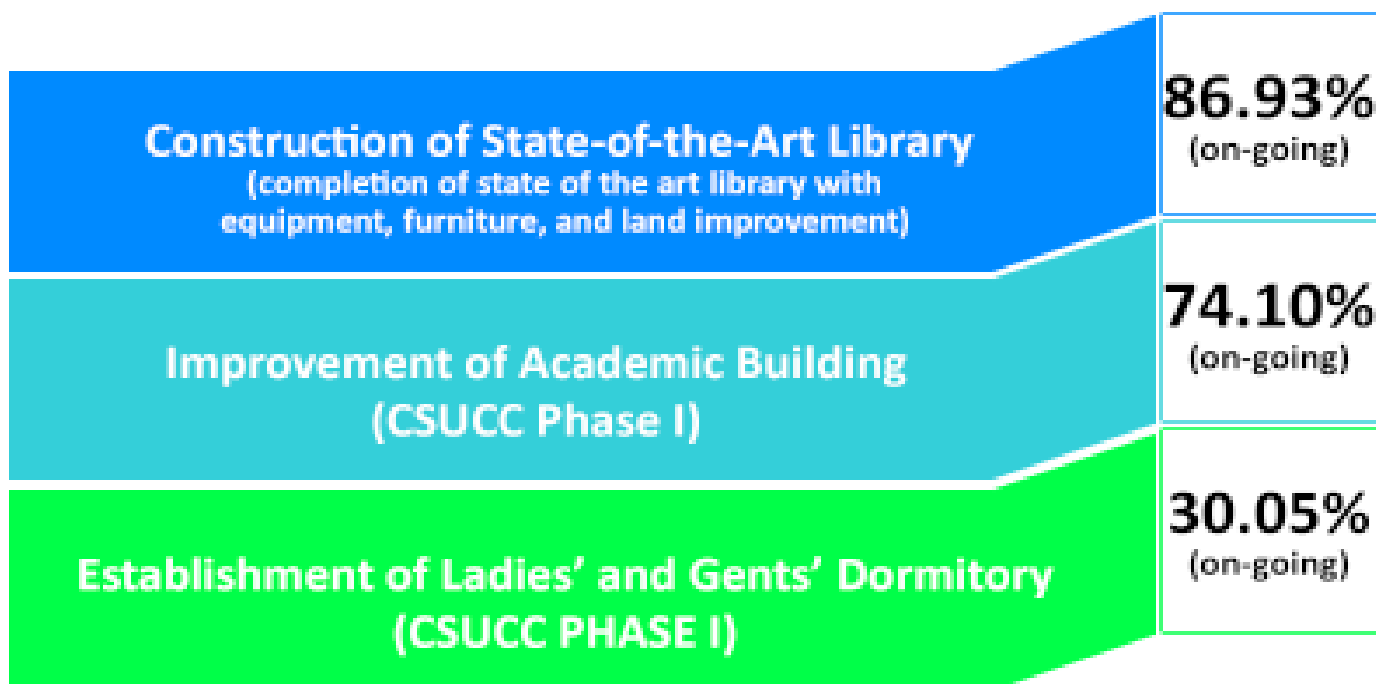 Construction of State-of-the-Art Library
(completion of state of the art library with
equipment, furniture, and land improvement)
86.93%
(on-going)
Improvement of Academic Building
(CSUCC Phase I)
74.10%
(on-going)
Establishment of Ladies’ and Gents’ Dormitory
(CSUCC PHASE I)
30.05%
(on-going)